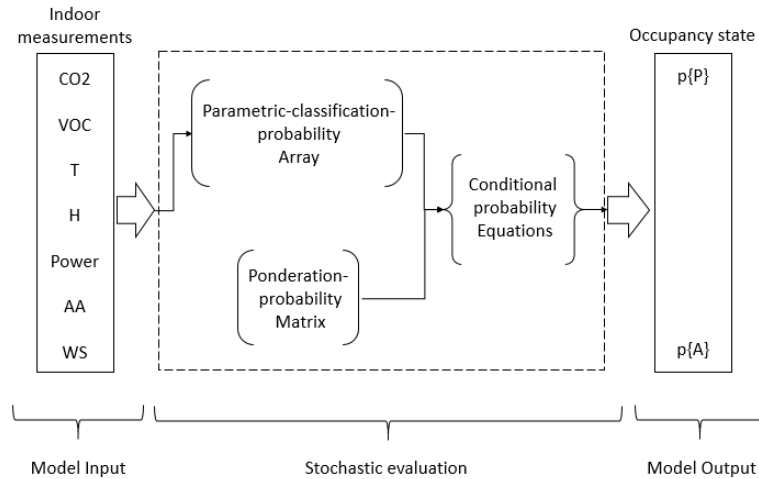 Indoor
measurements
CO2
VOC
T
H
Power
AA
WS
Parametric-classification-
probability
Array
Ponderation-
probability
Matrix
Conditional
probability
Equations
Occupancy state
p{P}
p{A}
Model Input
Stochastic evaluation
Model Output